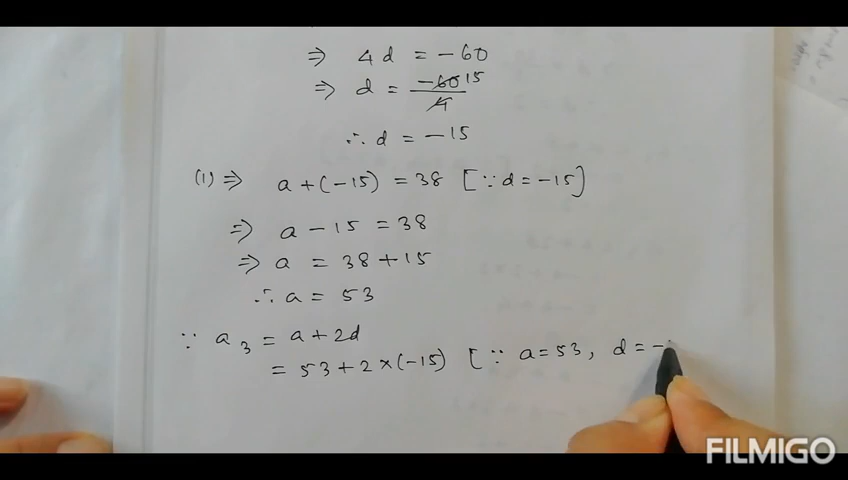 ⇒ 4d = -60
⇒ d = -60 15 / 4
∴ d = -15
(1) ⇒ a+(-15) = 38 [∵ d = -15]
⇒ a - 15 = 38
⇒ a = 38 + 15
∴ a = 53
∵ a₃ = a + 2d
= 53 + 2 × (-15) [∵ a = 53, d = -
FILMIGO